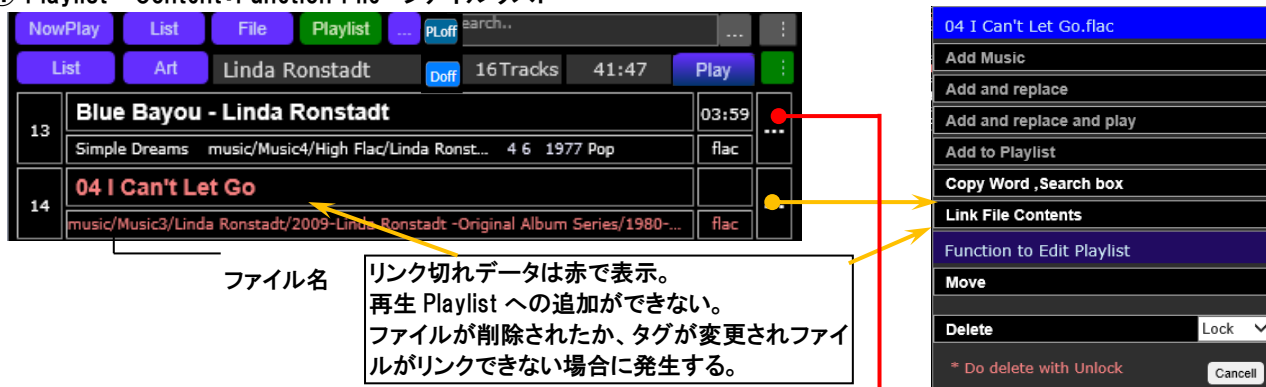 NowPlay List File Playlist ... PLoff earch.. ... ⋮
List Art Linda Ronstadt Doff 16Tracks 41:47 Play ⋮
13 Blue Bayou - Linda Ronstadt 03:59 ...
Simple Dreams music/Music4/High Flac/Linda Ronst... 4 6 1977 Pop flac
14 04 I Can't Let Go
music/Music3/Linda Ronstadt/2009-Linda Ronstadt -Original Album Series/1980-... flac
ファイル名
リンク切れデータは赤で表示。
再生 Playlist への追加ができない。
ファイルが削除されたか、タグが変更されファイ
ルがリンクできない場合に発生する。
04 I Can't Let Go.flac
Add Music
Add and replace
Add and replace and play
Add to Playlist
Copy Word ,Search box
Link File Contents
Function to Edit Playlist
Move
Delete Lock
* Do delete with Unlock Cancell